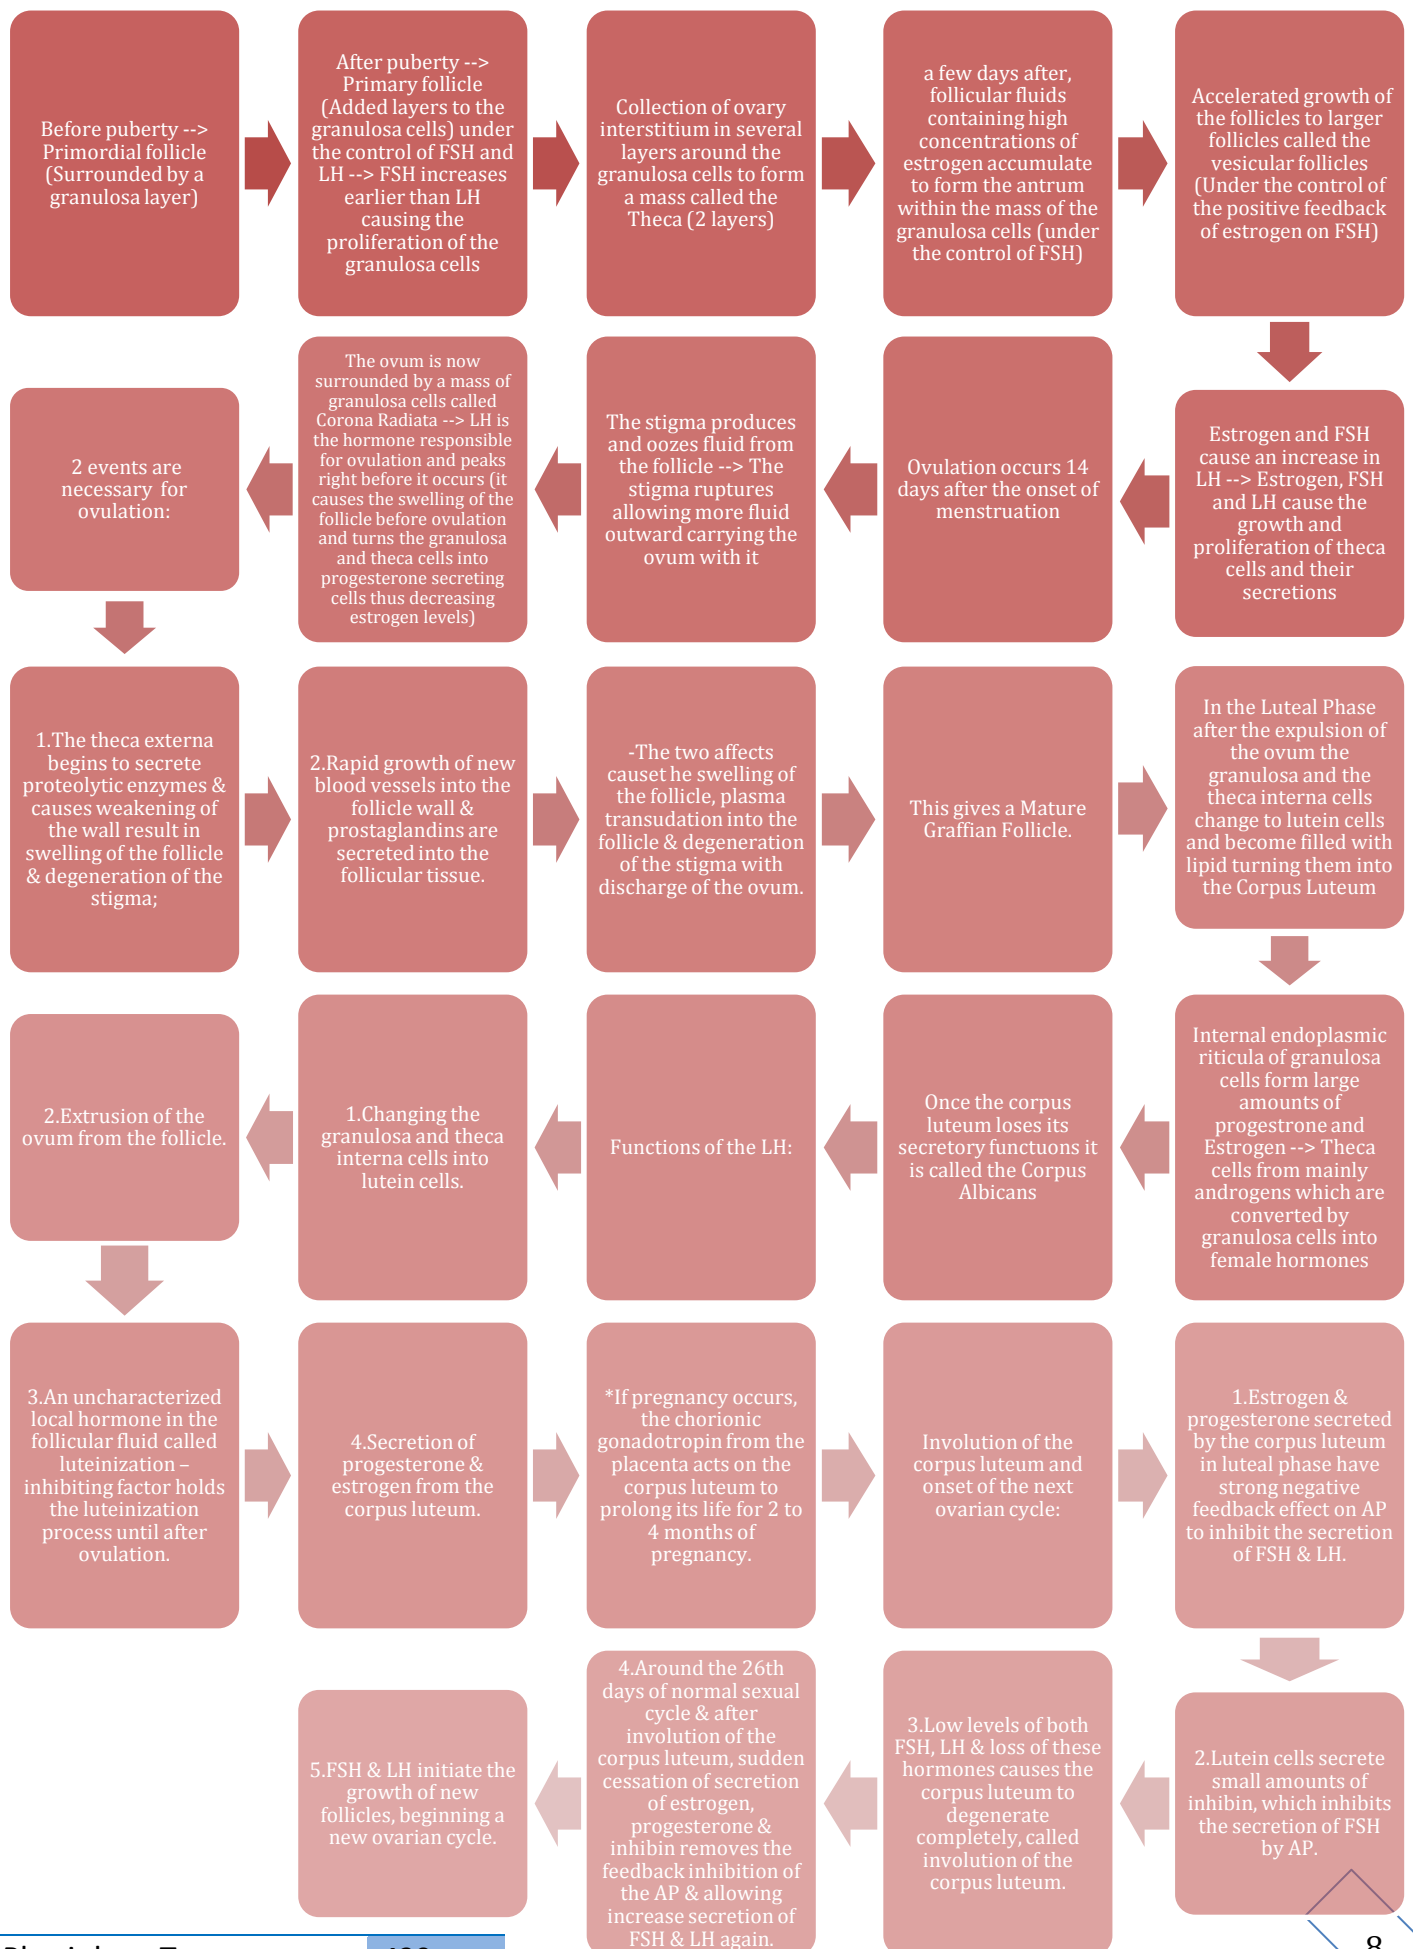 Before puberty -->
Primordial follicle
(Surrounded by a
granulosa layer)
After puberty -->
Primary follicle
(Added layers to the
granulosa cells) under
the control of FSH and
LH --> FSH increases
earlier than LH
causing the
proliferation of the
granulosa cells
Collection of ovary
interstitium in several
layers around the
granulosa cells to form
a mass called the
Theca (2 layers)
a few days after,
follicular fluids
containing high
concentrations of
estrogen accumulate
to form the antrum
within the mass of the
granulosa cells (under
the control of FSH)
Accelerated growth of
the follicles to larger
follicles called the
vesicular follicles
(Under the control of
the positive feedback
of estrogen on FSH)
Estrogen and FSH
cause an increase in
LH --> Estrogen, FSH
and LH cause the
growth and
proliferation of theca
cells and their
secretions
Ovulation occurs 14
days after the onset of
menstruation
The stigma produces
and oozes fluid from
the follicle --> The
stigma ruptures
allowing more fluid
outward carrying the
ovum with it
The ovum is now
surrounded by a mass of
granulosa cells called
Corona Radiata --> LH is
the hormone responsible
for ovulation and peaks
right before it occurs (it
causes the swelling of the
follicle before ovulation
and turns the granulosa
and theca cells into
progesterone secreting
cells thus decreasing
estrogen levels)
2 events are
necessary for
ovulation:
1.The theca externa
begins to secrete
proteolytic enzymes &
causes weakening of
the wall result in
swelling of the follicle
& degeneration of the
stigma;
2.Rapid growth of new
blood vessels into the
follicle wall &
prostaglandins are
secreted into the
follicular tissue.
-The two affects
causet he swelling of
the follicle, plasma
transudation into the
follicle & degeneration
of the stigma with
discharge of the ovum.
This gives a Mature
Graffian Follicle.
In the Luteal Phase
after the expulsion of
the ovum the
granulosa and the
theca interna cells
change to lutein cells
and become filled with
lipid turning them into
the Corpus Luteum
Internal endoplasmic
riticula of granulosa
cells form large
amounts of
progestrone and
Estrogen --> Theca
cells from mainly
androgens which are
converted by
granulosa cells into
female hormones
Once the corpus
luteum loses its
secretory functuons it
is called the Corpus
Albicans
Functions of the LH:
1.Changing the
granulosa and theca
interna cells into
lutein cells.
2.Extrusion of the
ovum from the follicle.
3.An uncharacterized
local hormone in the
follicular fluid called
luteinization –
inhibiting factor holds
the luteinization
process until after
ovulation.
4.Secretion of
progesterone &
estrogen from the
corpus luteum.
*If pregnancy occurs,
the chorionic
gonadotropin from the
placenta acts on the
corpus luteum to
prolong its life for 2 to
4 months of
pregnancy.
Involution of the
corpus luteum and
onset of the next
ovarian cycle:
1.Estrogen &
progesterone secreted
by the corpus luteum
in luteal phase have
strong negative
feedback effect on AP
to inhibit the secretion
of FSH & LH.
2.Lutein cells secrete
small amounts of
inhibin, which inhibits
the secretion of FSH
by AP.
3.Low levels of both
FSH, LH & loss of these
hormones causes the
corpus luteum to
degenerate
completely, called
involution of the
corpus luteum.
4.Around the 26th
days of normal sexual
cycle & after
involution of the
corpus luteum, sudden
cessation of secretion
of estrogen,
progesterone &
inhibin removes the
feedback inhibition of
the AP & allowing
increase secretion of
FSH & LH again.
5.FSH & LH initiate the
growth of new
follicles, beginning a
new ovarian cycle.
8